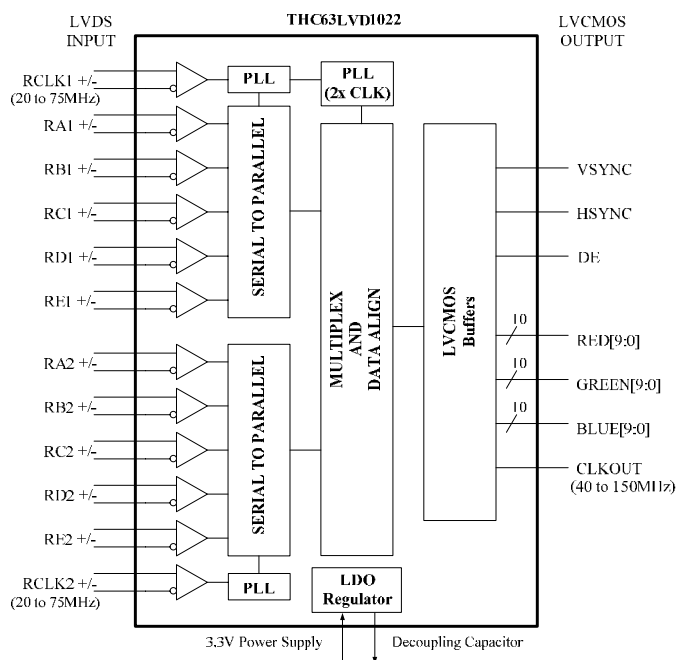 LVDS
INPUT
THC63LVD1022
LVCMOS
OUTPUT
RCLK1 +/-
(20 to 75MHz)
RA1 +/-
RB1 +/-
RC1 +/-
RD1 +/-
RE1 +/-
RA2 +/-
RB2 +/-
RC2 +/-
RD2 +/-
RE2 +/-
RCLK2 +/-
(20 to 75MHz)
PLL
PLL
(2x CLK)
SERIAL TO PARALLEL
SERIAL TO PARALLEL
PLL
MULTIPLEX
AND
DATA ALIGN
LVCMOS
Buffers
VSYNC
HSYNC
DE
10
RED[9:0]
10
GREEN[9:0]
10
BLUE[9:0]
CLKOUT
(40 to 150MHz)
LDO
Regulator
3.3V Power Supply
Decoupling Capacitor